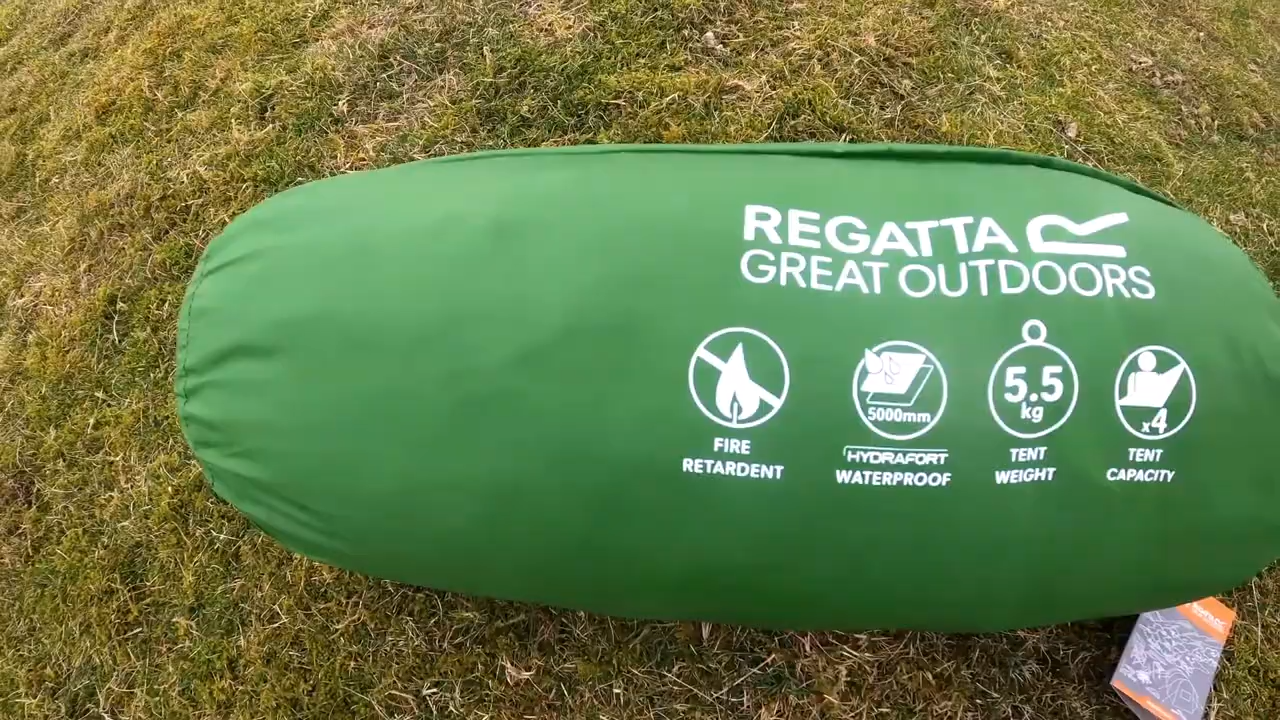 REGATTA
GREAT OUTDOORS
FIRE
RETARDENT
5000mm
HYDRAFORT
WATERPROOF
5.5
kg
TENT
WEIGHT
x4
TENT
CAPACITY